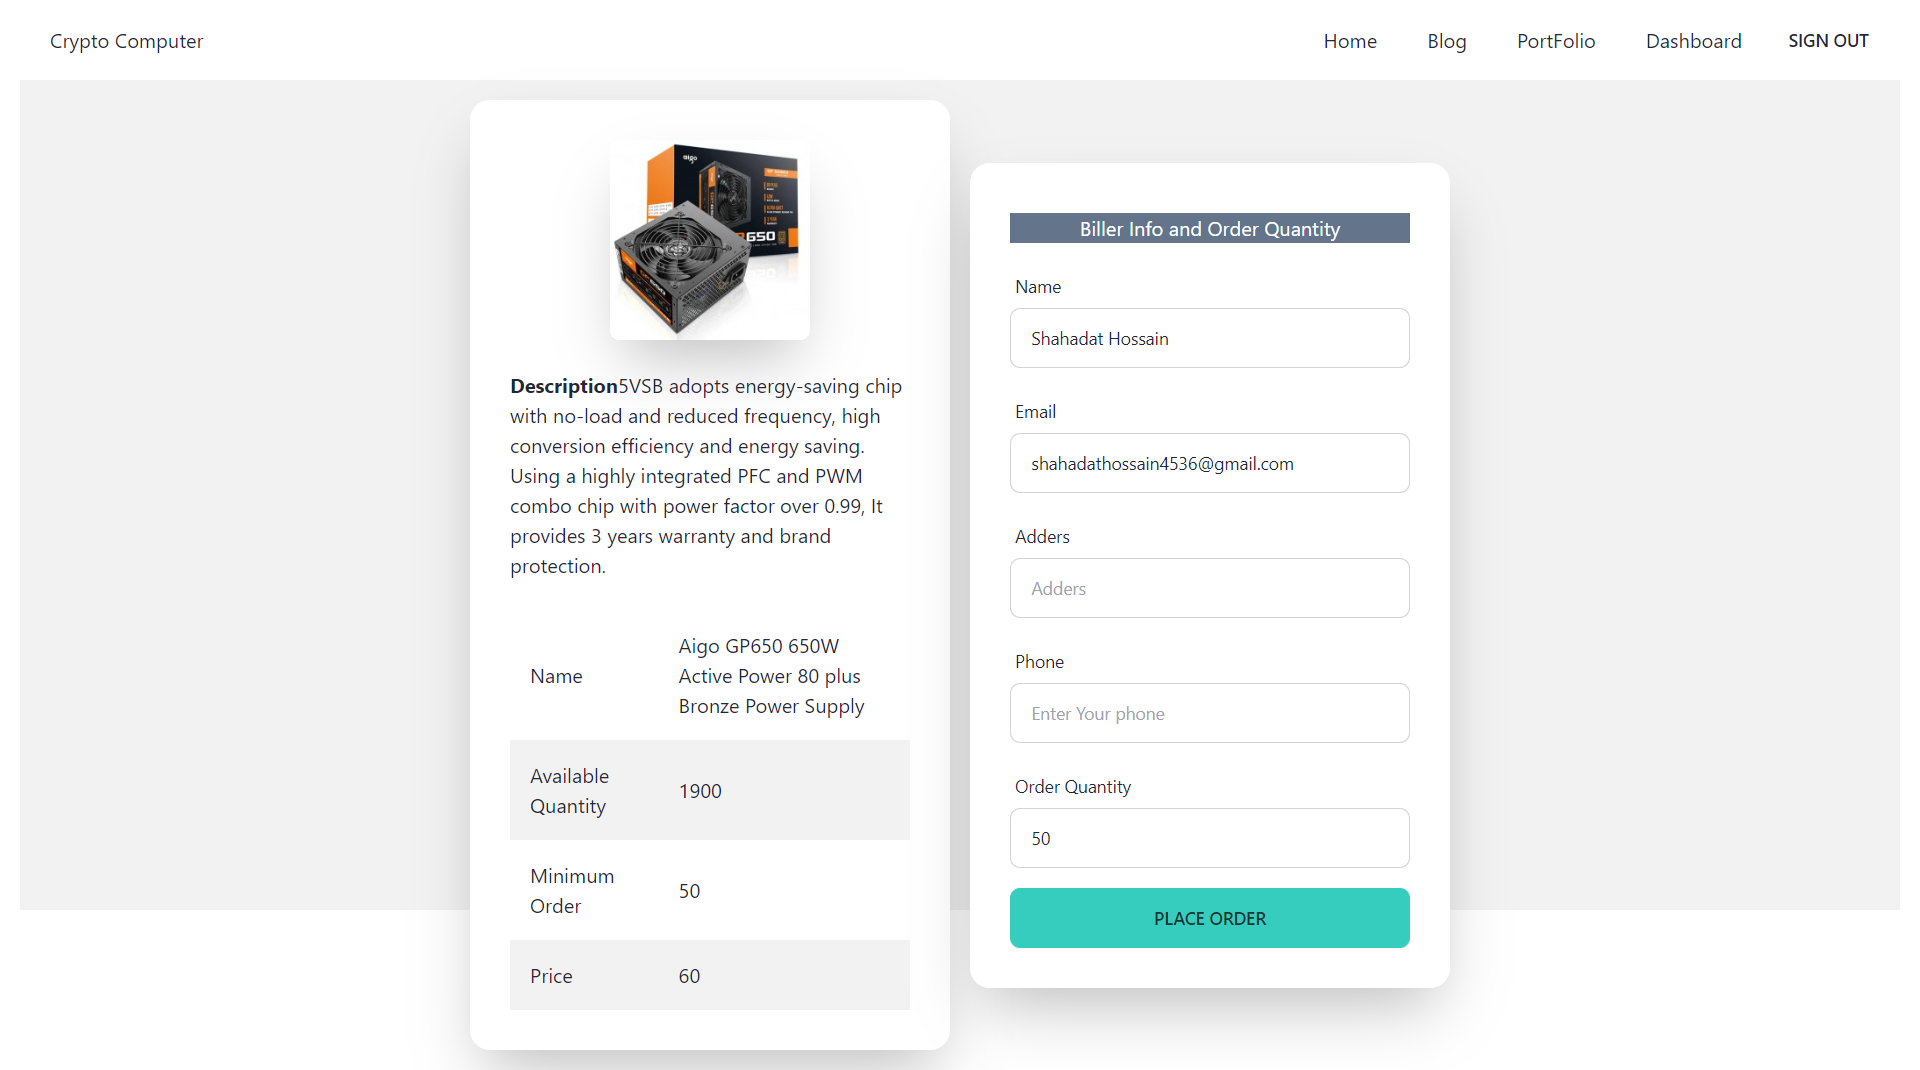 Crypto Computer
Home Blog PortFolio Dashboard SIGN OUT
aigo
650
Description5VSB adopts energy-saving chip
with no-load and reduced frequency, high
conversion efficiency and energy saving.
Using a highly integrated PFC and PWM
combo chip with power factor over 0.99, It
provides 3 years warranty and brand
protection.
Name
Aigo GP650 650W
Active Power 80 plus
Bronze Power Supply
Available
Quantity
1900
Minimum
Order
50
Price
60
Biller Info and Order Quantity
Name
Shahadat Hossain
Email
shahadathossain4536@gmail.com
Adders
Adders
Phone
Enter Your phone
Order Quantity
50
PLACE ORDER